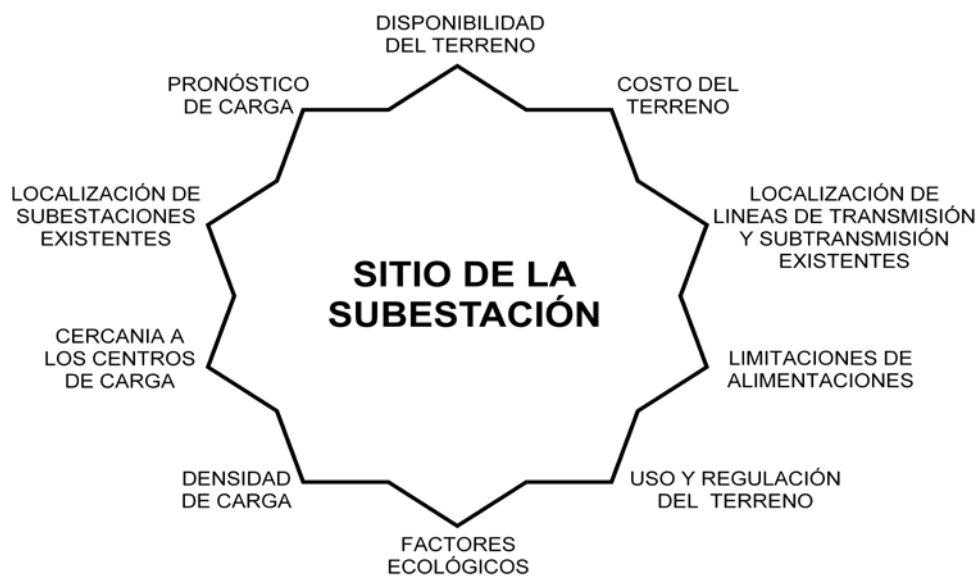 DISPONIBILIDAD
DEL TERRENO
COSTO DEL
TERRENO
LOCALIZACIÓN DE
LINEAS DE TRANSMISIÓN
Y SUBTRANSMISIÓN
EXISTENTES
LIMITACIONES DE
ALIMENTACIONES
USO Y REGULACIÓN
DEL TERRENO
FACTORES
ECOLÓGICOS
DENSIDAD
DE CARGA
CERCANIA A
LOS CENTROS
DE CARGA
LOCALIZACIÓN DE
SUBESTACIONES
EXISTENTES
PRONÓSTICO
DE CARGA
SITIO DE LA
SUBESTACIÓN